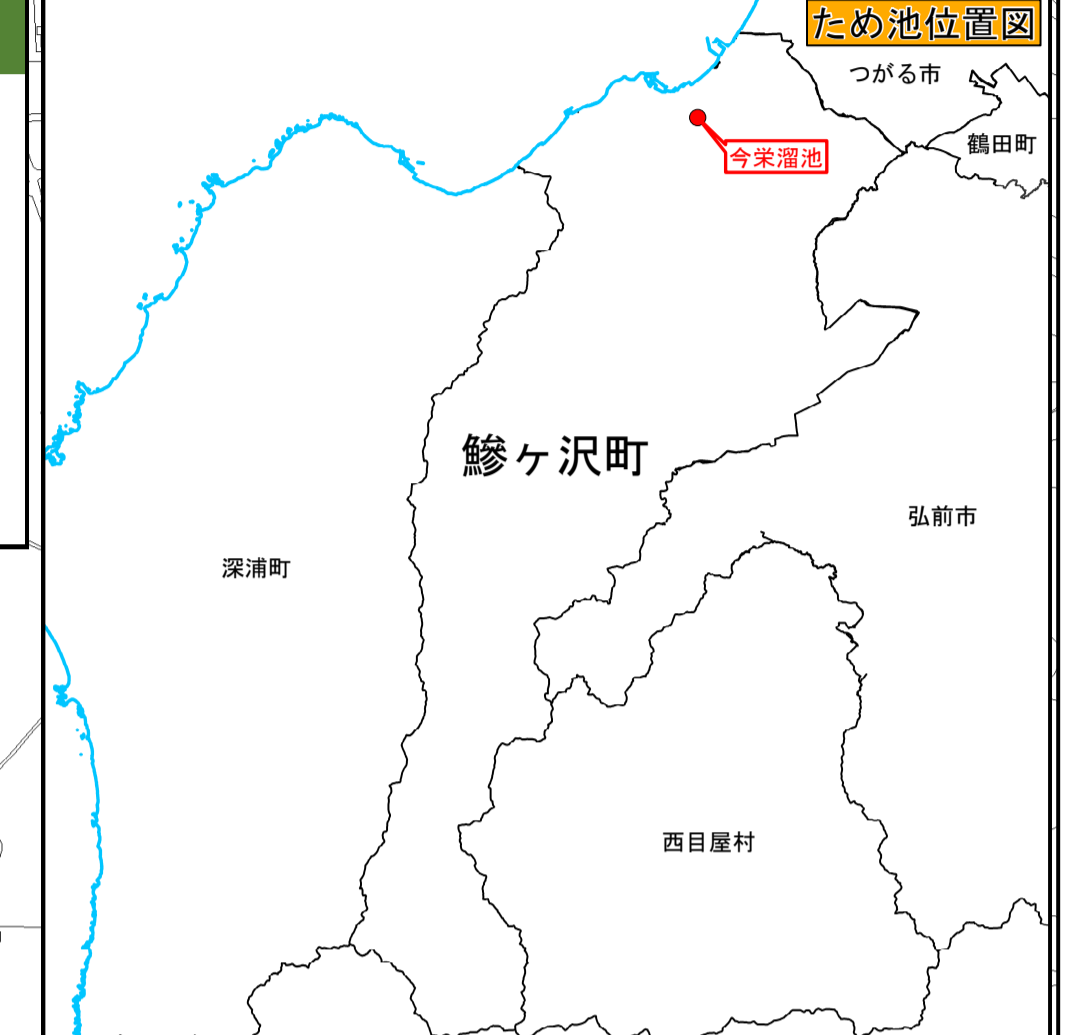 ため池位置図
つがる市
鶴田町
今栄溜池
鰺ヶ沢町
弘前市
深浦町
西目屋村